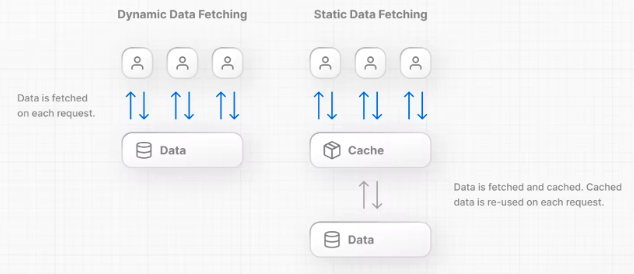 Dynamic Data Fetching
Static Data Fetching
Data is fetched
on each request.
Data
Cache
Data is fetched and cached. Cached
data is re-used on each request.
Data